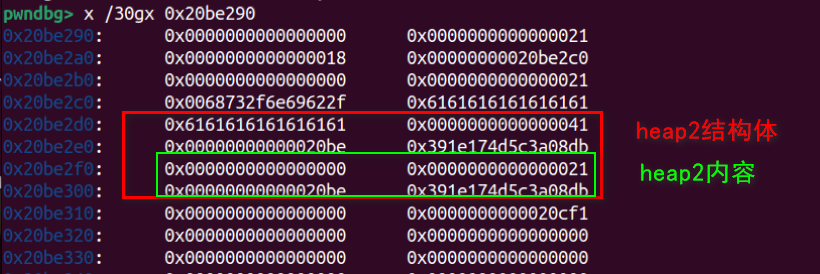 pwndbg> x /30gx 0x20be290
0x20be290: 0x0000000000000000 0x0000000000000021
0x20be2a0: 0x0000000000000018 0x00000000020be2c0
0x20be2b0: 0x0000000000000000 0x0000000000000021
0x20be2c0: 0x0068732f6e69622f 0x6161616161616161
0x20be2d0: 0x6161616161616161 0x0000000000000041
0x20be2e0: 0x00000000000020be 0x391e174d5c3a08db
0x20be2f0: 0x0000000000000000 0x0000000000000021
0x20be300: 0x00000000000020be 0x391e174d5c3a08db
0x20be310: 0x0000000000000000 0x0000000000020cf1
0x20be320: 0x0000000000000000 0x0000000000000000
0x20be330: 0x0000000000000000 0x0000000000000000
heap2结构体
heap2内容